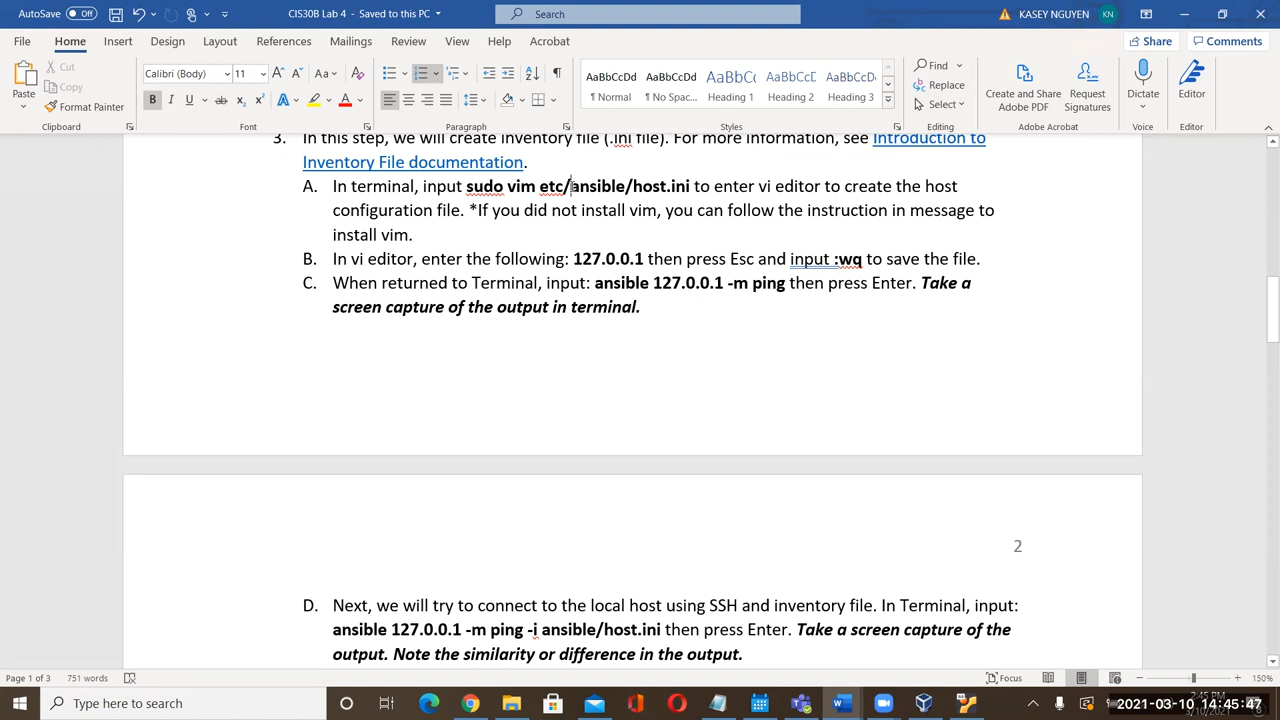 AutoSave Off CIS30B Lab 4 - Saved to this PC Search KASEY NGUYEN KN
File Home Insert Design Layout References Mailings Review View Help Acrobat Share Comments
Paste Cut Copy Format Painter
Calibri (Body) 11
AaBbCcDd AaBbCcDd AaBbCc AaBbCcDd AaBbCcDd
¶ Normal ¶ No Spac... Heading 1 Heading 2 Heading 3
Find Replace Select
Create and Share Adobe PDF Request Signatures Dictate Editor
Clipboard Font Paragraph Styles Editing Adobe Acrobat Voice Editor
3. In this step, we will create inventory file (.ini file). For more information, see Introduction to
Inventory File documentation.
A. In terminal, input sudo vim etc/ansible/host.ini to enter vi editor to create the host
configuration file. *If you did not install vim, you can follow the instruction in message to
install vim.
B. In vi editor, enter the following: 127.0.0.1 then press Esc and input :wq to save the file.
C. When returned to Terminal, input: ansible 127.0.0.1 -m ping then press Enter. Take a
screen capture of the output in terminal.
2
D. Next, we will try to connect to the local host using SSH and inventory file. In Terminal, input:
ansible 127.0.0.1 -m ping -i ansible/host.ini then press Enter. Take a screen capture of the
output. Note the similarity or difference in the output.
Page 1 of 3 751 words Focus 150%
Type here to search
2021-03-10 14:45:47